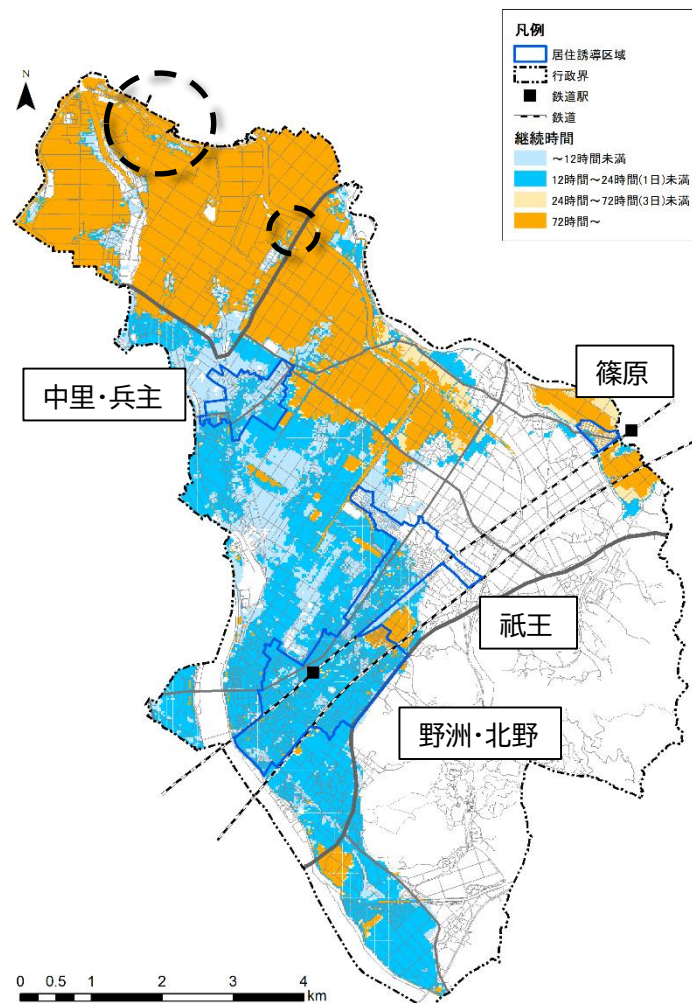 凡例
居住誘導区域
行政界
鉄道駅
鉄道
継続時間
～12時間未満
12時間～24時間(1日)未満
24時間～72時間(3日)未満
72時間～
N
篠原
中里・兵主
祇王
野洲・北野
0 0.5 1 2 3 4
km